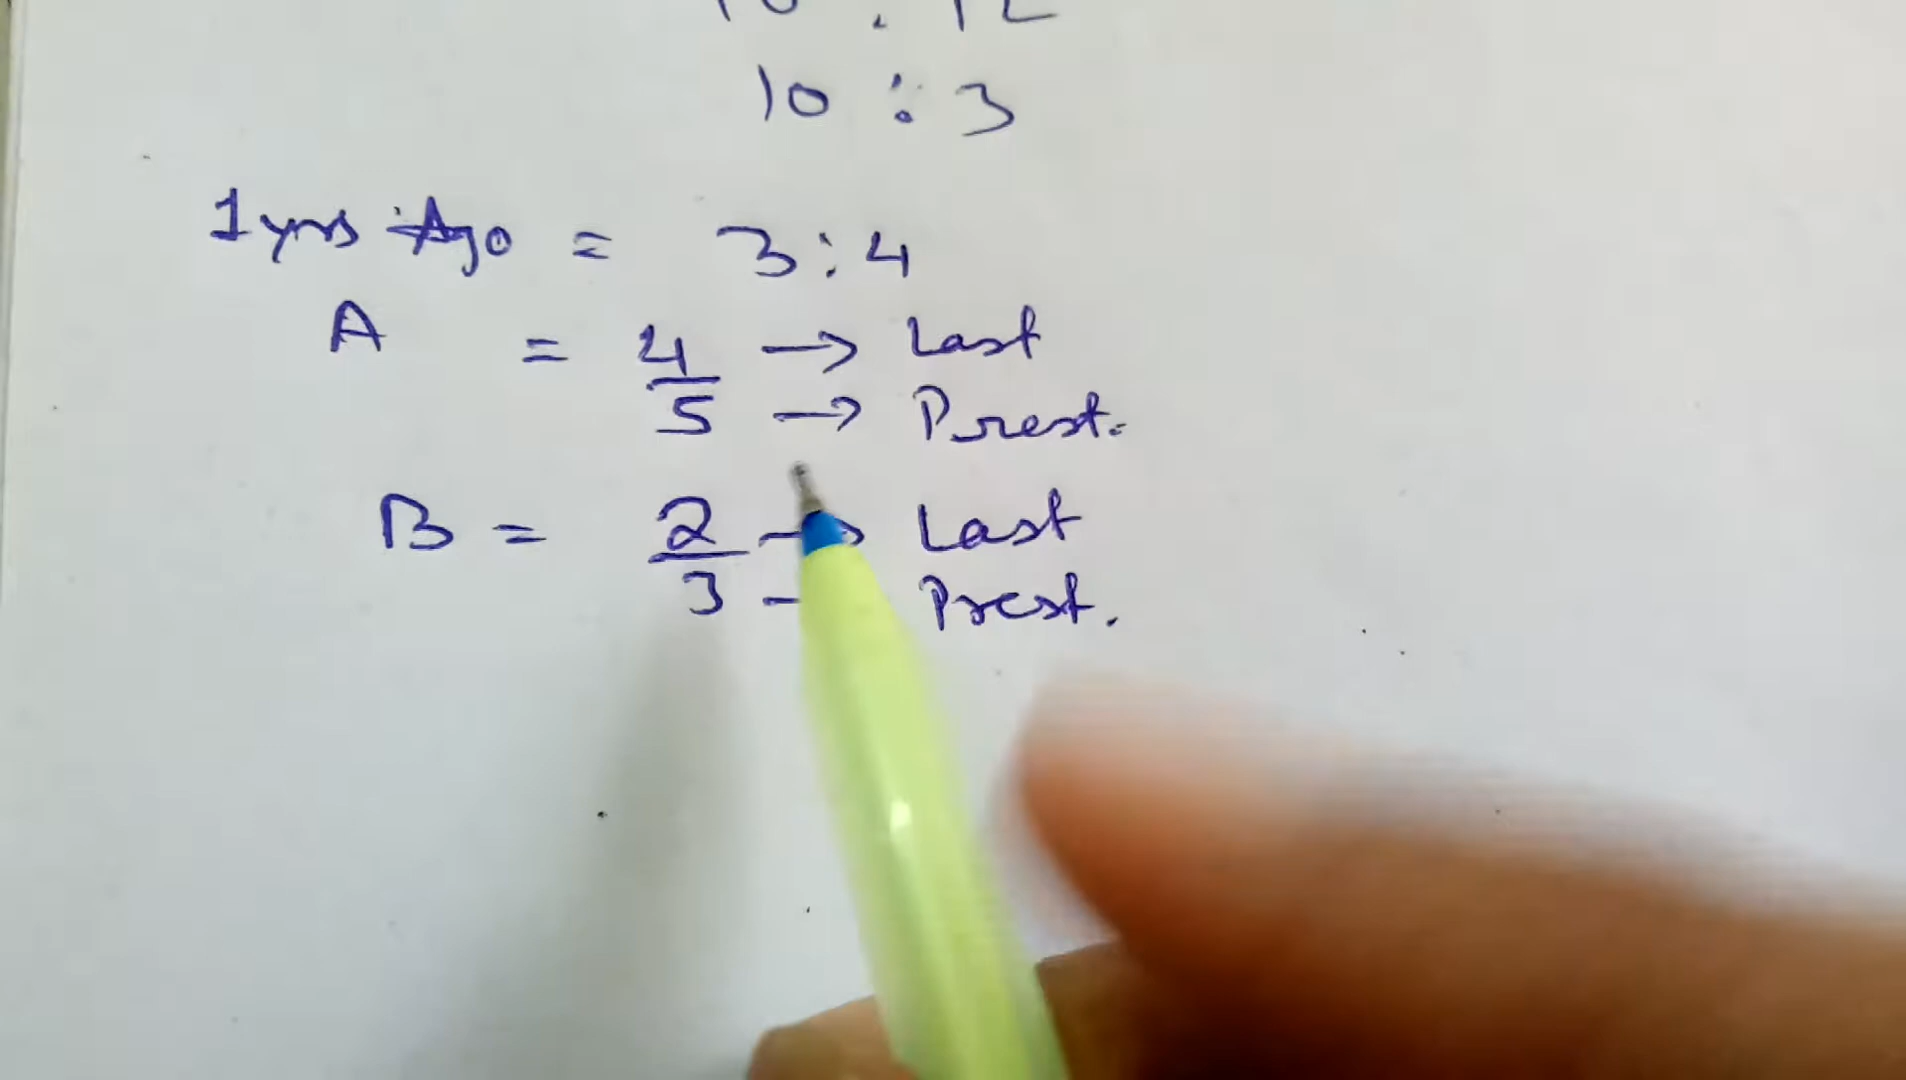 10 : 3
1 yrs Ago = 3 : 4
A = 4 → Last
5 → Prest.
B = 2 → Last
3 - Prest.